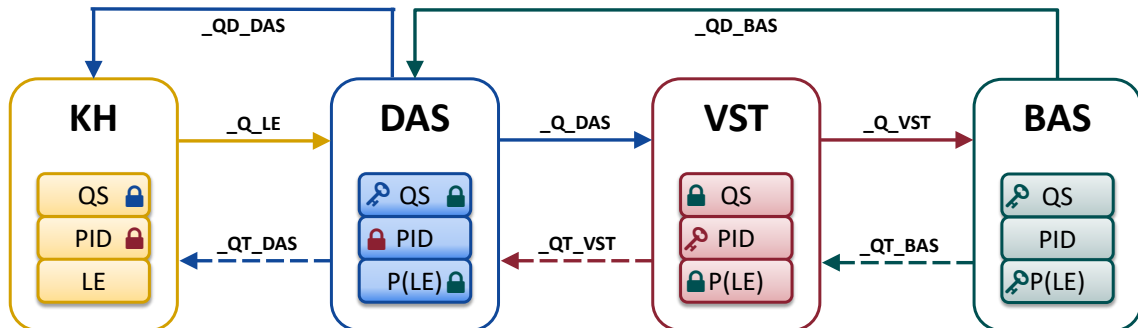 _QD_DAS
_QD_BAS
KH
_Q_LE
DAS
_Q_DAS
VST
_Q_VST
BAS
QS
QS
QS
QS
PID
PID
PID
PID
_QT_DAS
_QT_VST
_QT_BAS
LE
P(LE)
P(LE)
P(LE)